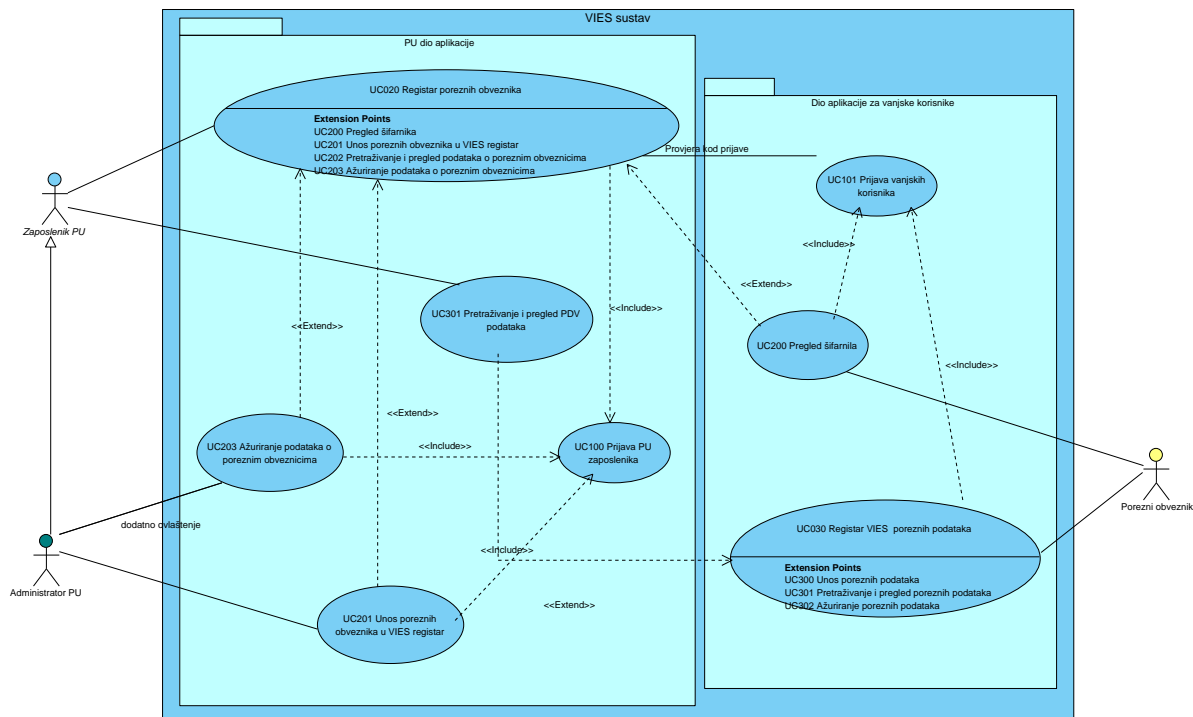 VIES sustav
PU dio aplikacije
UC020 Registar poreznih obveznika
Extension Points
UC200 Pregled šifarnika
UC201 Unos poreznih obveznika u VIES registar
UC202 Pretraživanje i pregled podataka o poreznim obveznicima
UC203 Ažuriranje podataka o poreznim obveznicima
Dio aplikacije za vanjske korisnike
Provjera kod prijave
UC101 Prijava vanjskih
korisnika
Zaposlenik PU
<<Include>>
<<Extend>>
UC301 Pretraživanje i pregled PDV
podataka
<<Include>>
<<Extend>>
UC200 Pregled šifarnila
<<Include>>
<<Extend>>
UC203 Ažuriranje podataka o
poreznim obveznicima
<<Include>>
UC100 Prijava PU
zaposlenika
Porezni obveznik
dodatno ovlaštenje
UC030 Registar VIES  poreznih podataka
Extension Points
UC300 Unos poreznih podataka
UC301 Pretraživanje i pregled poreznih podataka
UC302 Ažuriranje poreznih podataka
<<Include>>
Administrator PU
<<Extend>>
UC201 Unos poreznih
obveznika u VIES registar